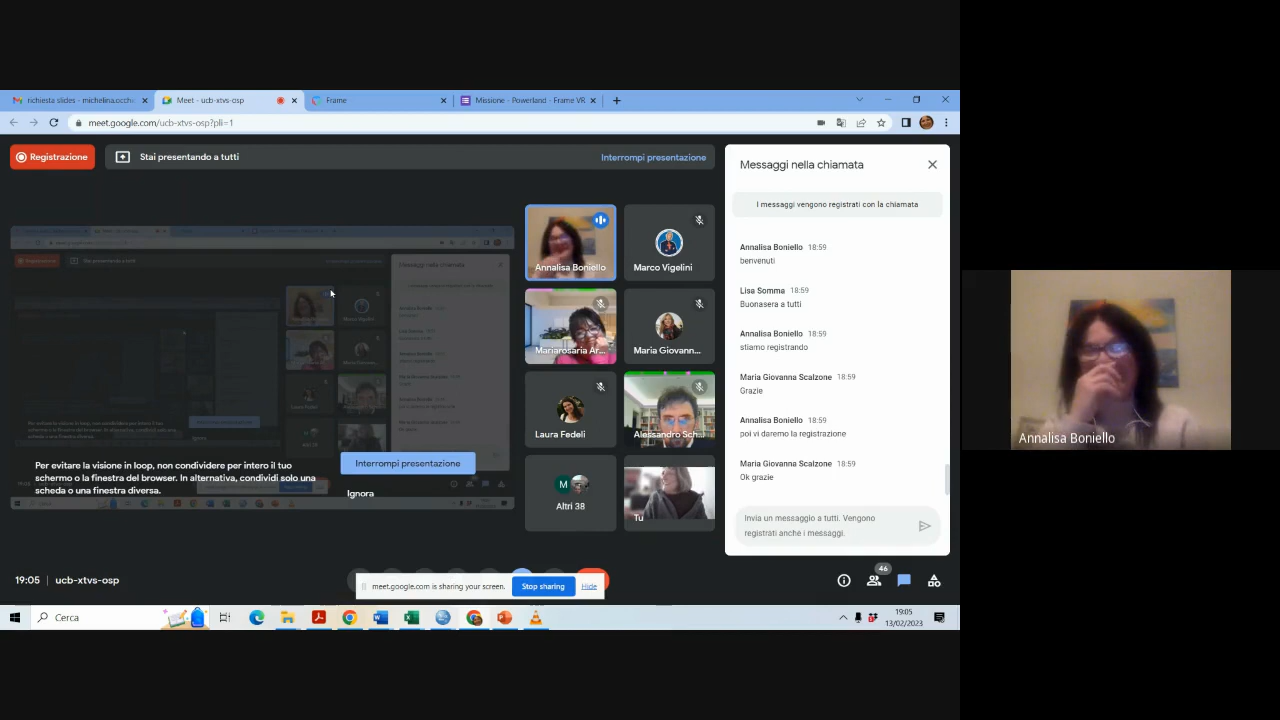 richiesta slides - michelina.occhi
Meet - ucb-xtvs-osp
Frame
Missione - Powerland - Frame VR
meet.google.com/ucb-xtvs-osp?pli=1
Registrazione
Stai presentando a tutti
Interrompi presentazione
Messaggi nella chiamata
I messaggi vengono registrati con la chiamata
Annalisa Boniello 18:59
benvenuti
Lisa Somma 18:59
Buonasera a tutti
Annalisa Boniello 18:59
stiamo registrando
Maria Giovanna Scalzone 18:59
Grazie
Annalisa Boniello 18:59
poi vi daremo la registrazione
Maria Giovanna Scalzone 18:59
Ok grazie
Invia un messaggio a tutti. Vengono
registrati anche i messaggi.
Annalisa Boniello
Marco Vigelini
Mariarosaria Ar...
Maria Giovann...
Laura Fedeli
Alessandro Sch...
M
Altri 38
Tu
Per evitare la visione in loop, non condividere per intero il tuo
schermo o la finestra del browser. In alternativa, condividi solo una
scheda o una finestra diversa.
Interrompi presentazione
Ignora
19:05 | ucb-xtvs-osp
meet.google.com is sharing your screen.
Stop sharing
Hide
46
Cerca
19:05
13/02/2023
Annalisa Boniello